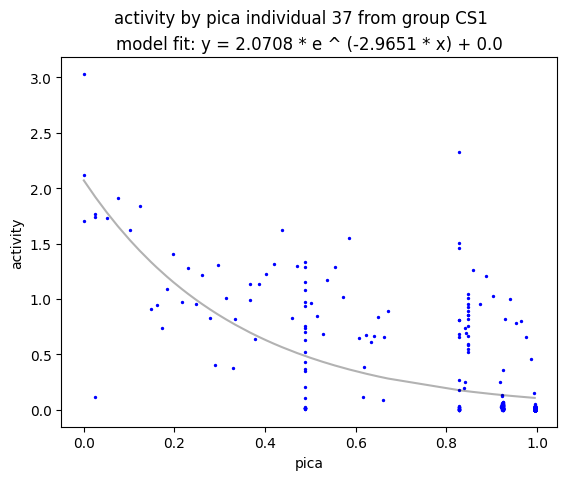 activity by pica individual 37 from group CS1
model fit: y = 2.0708 * e ^ (-2.9651 * x) + 0.0
3.0
2.5
2.0
1.5
1.0
0.5
0.0
activity
0.0 0.2 0.4 0.6 0.8 1.0
pica